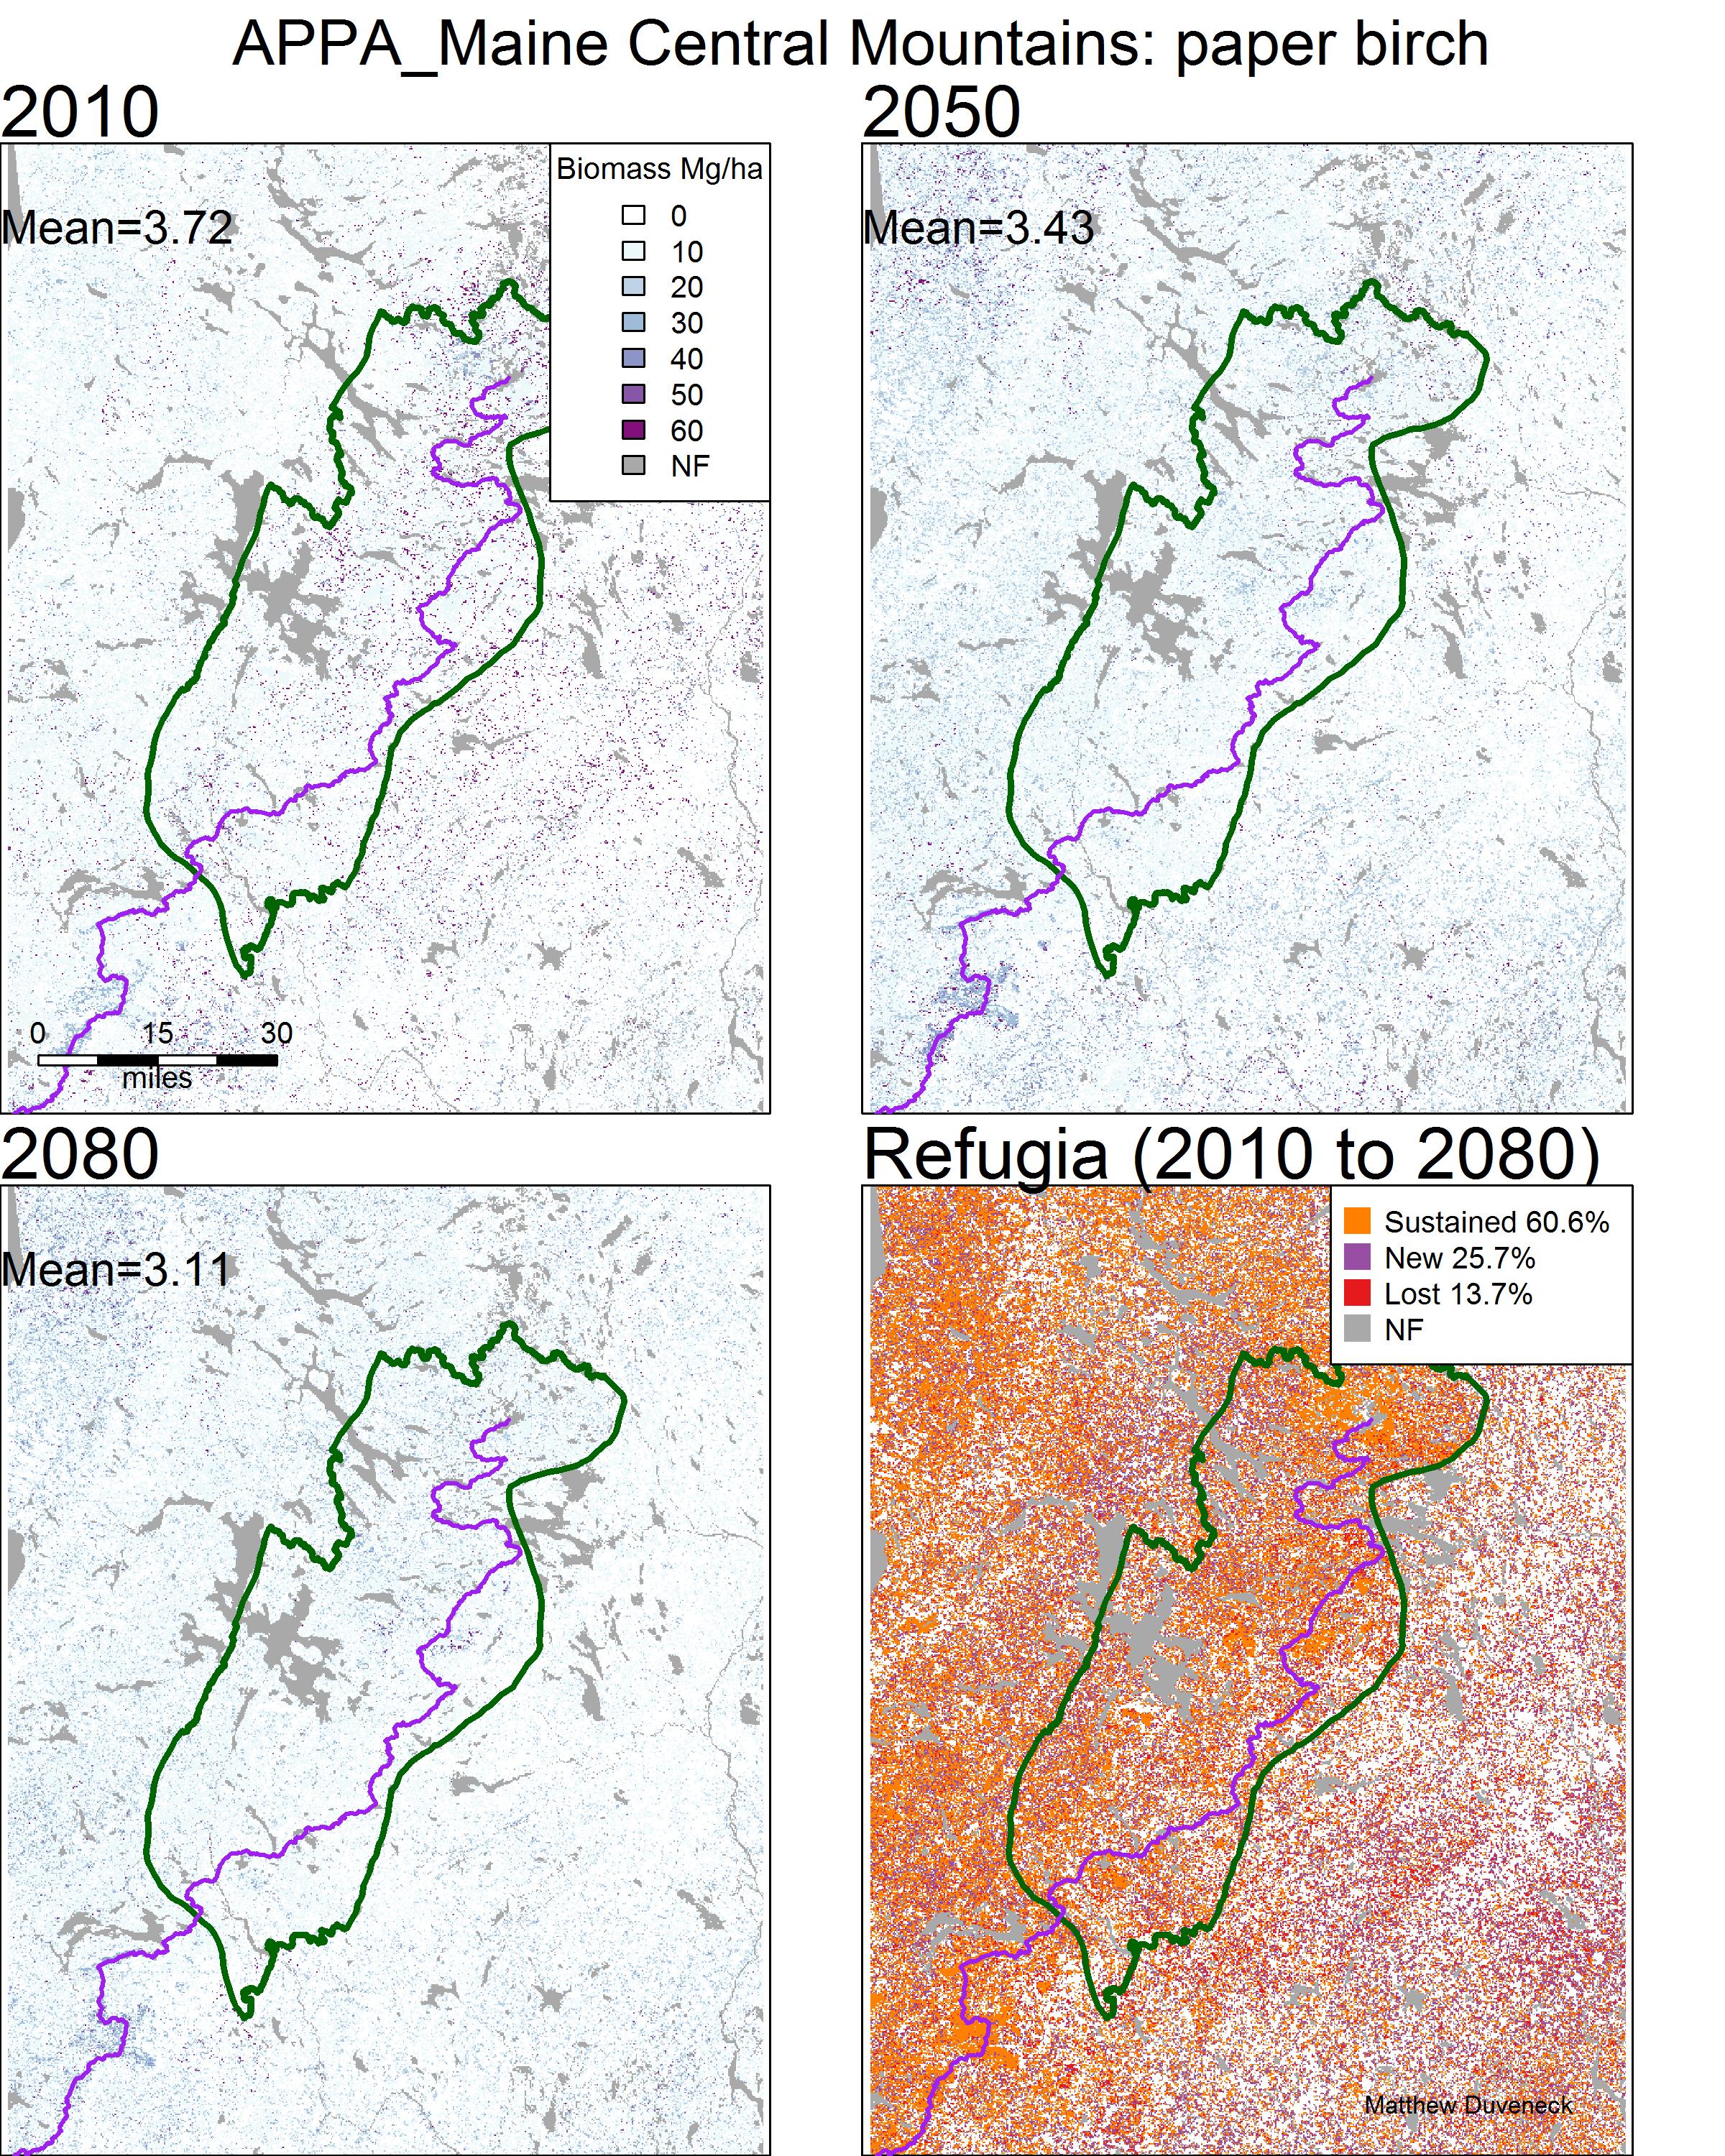 APPA_Maine Central Mountains: paper birch
2010
Mean=3.72
Biomass Mg/ha
0
10
20
30
40
50
60
NF
0 15 30
miles
2050
Mean=3.43
2080
Mean=3.11
Refugia (2010 to 2080)
Sustained 60.6%
New 25.7%
Lost 13.7%
NF
Matthew Duveneck